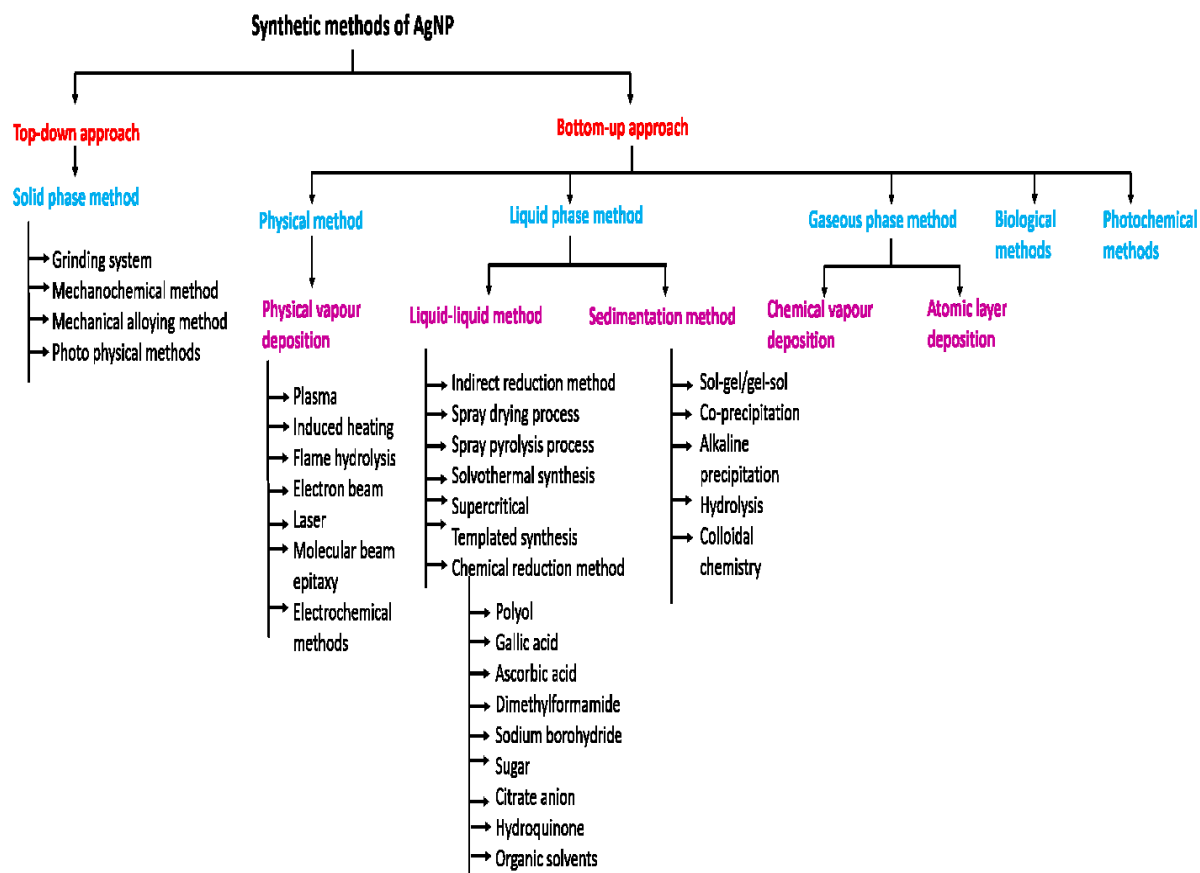 Synthetic methods of AgNP
Top-down approach
Bottom-up approach
Solid phase method
Grinding system
Mechanochemical method
Mechanical alloying method
Photo physical methods
Physical method
Liquid phase method
Gaseous phase method
Biological
methods
Photochemical
methods
Physical vapour
deposition
Plasma
Induced heating
Flame hydrolysis
Electron beam
Laser
Molecular beam
epitaxy
Electrochemical
methods
Liquid-liquid method
Indirect reduction method
Spray drying process
Spray pyrolysis process
Solvothermal synthesis
Supercritical
Templated synthesis
Chemical reduction method
Polyol
Gallic acid
Ascorbic acid
Dimethylformamide
Sodium borohydride
Sugar
Citrate anion
Hydroquinone
Organic solvents
Sedimentation method
Sol-gel/gel-sol
Co-precipitation
Alkaline
precipitation
Hydrolysis
Colloidal
chemistry
Chemical vapour
deposition
Atomic layer
deposition